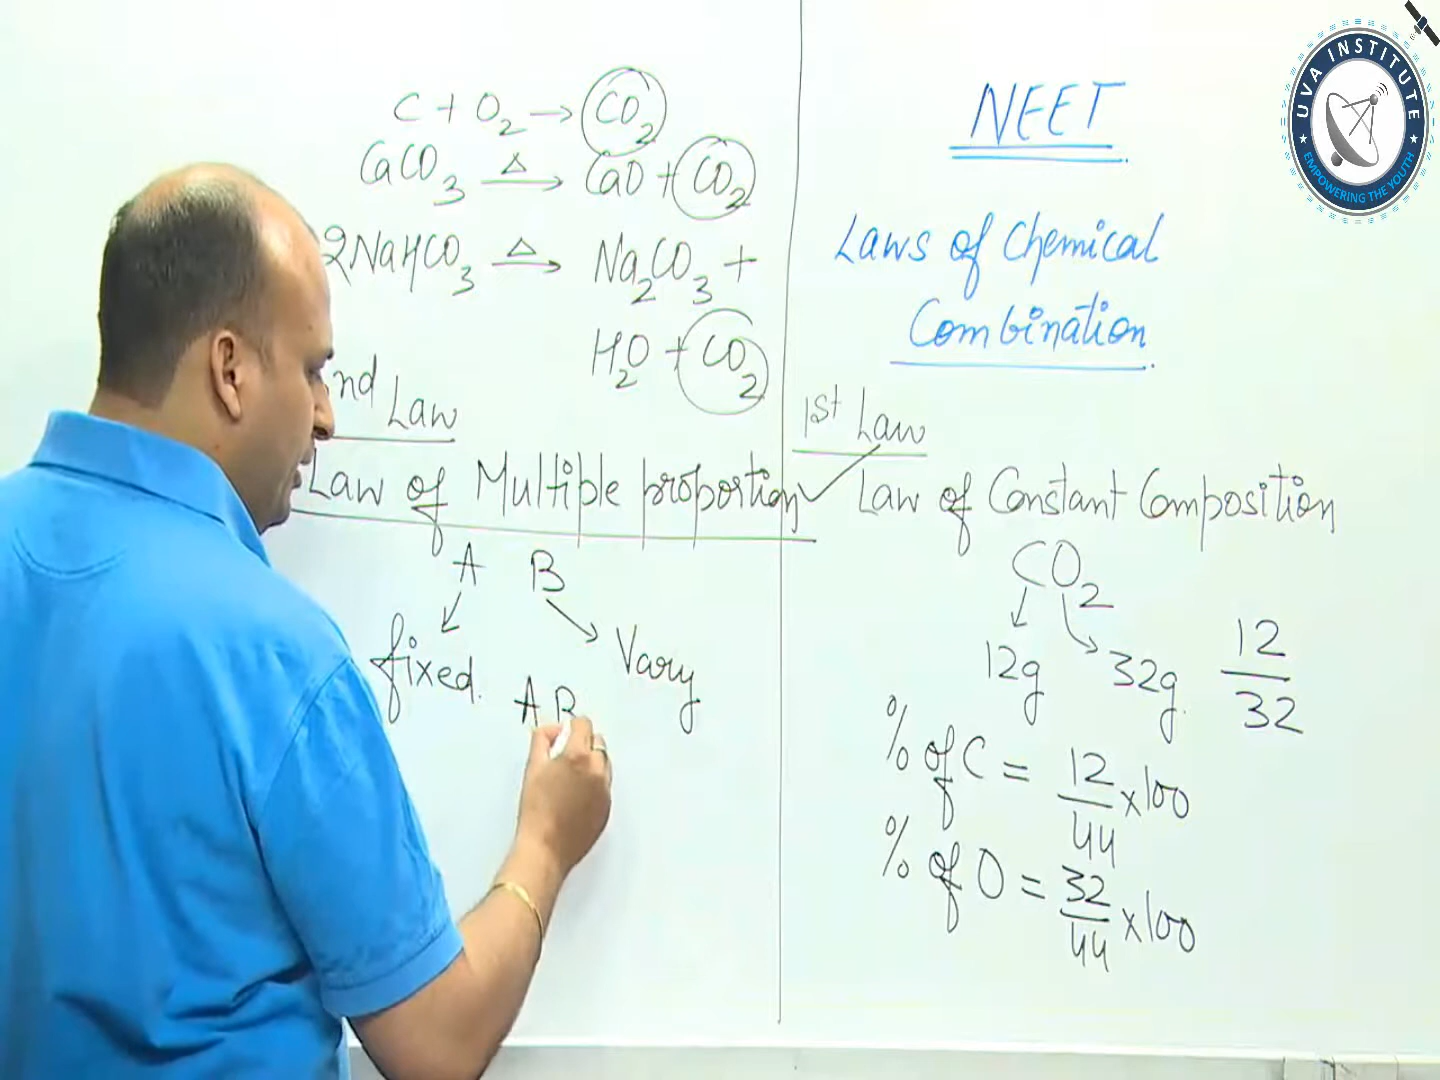 C + O2 → CO2
CaCO3 Δ→ CaO + CO2
2NaHCO3 Δ→ Na2CO3 +
H2O + CO2
nd Law
Law of Multiple proportion
A B
fixed. Vary
A B
NEET
Laws of Chemical
Combination
1st Law
Law of Constant Composition
CO2
12g 32g. 12/32
% of C = 12/44 x100
% of O = 32/44 x100
UVA INSTITUTE
EMPOWERING THE YOUTH